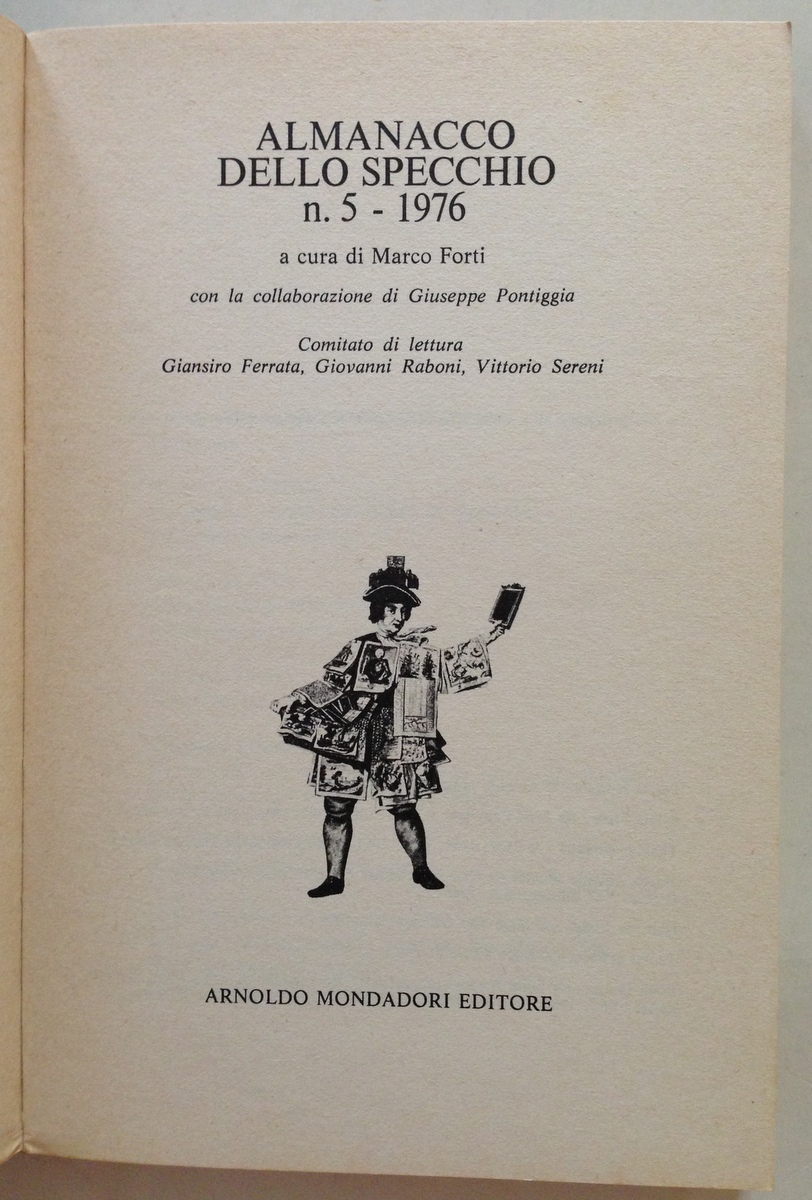 ALMANACCO
DELLO SPECCHIO
n. 5 - 1976
a cura di Marco Forti
con la collaborazione di Giuseppe Pontiggia
Comitato di lettura
Giansiro Ferrata, Giovanni Raboni, Vittorio Sereni
ARNOLDO MONDADORI EDITORE